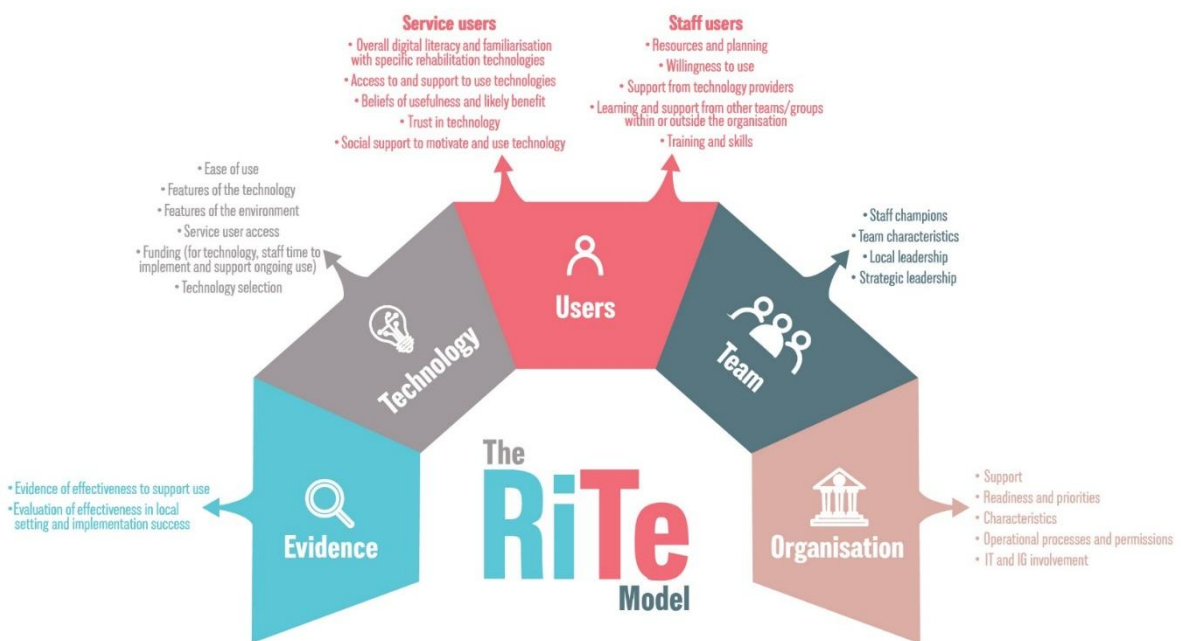 Service users
• Overall digital literacy and familiarisation
with specific rehabilitation technologies
• Access to and support to use technologies
• Beliefs of usefulness and likely benefit
• Trust in technology
• Social support to motivate and use technology
Staff users
• Resources and planning
• Willingness to use
• Support from technology providers
• Learning and support from other teams/groups
within or outside the organisation
• Training and skills
• Ease of use
• Features of the technology
• Features of the environment
• Service user access
• Funding (for technology, staff time to
implement and support ongoing use)
• Technology selection
• Staff champions
• Team characteristics
• Local leadership
• Strategic leadership
Users
Technology
Team
• Evidence of effectiveness to support use
• Evaluation of effectiveness in local
setting and implementation success
Evidence
The
RiTe
Model
Organisation
• Support
• Readiness and priorities
• Characteristics
• Operational processes and permissions
• IT and IG involvement